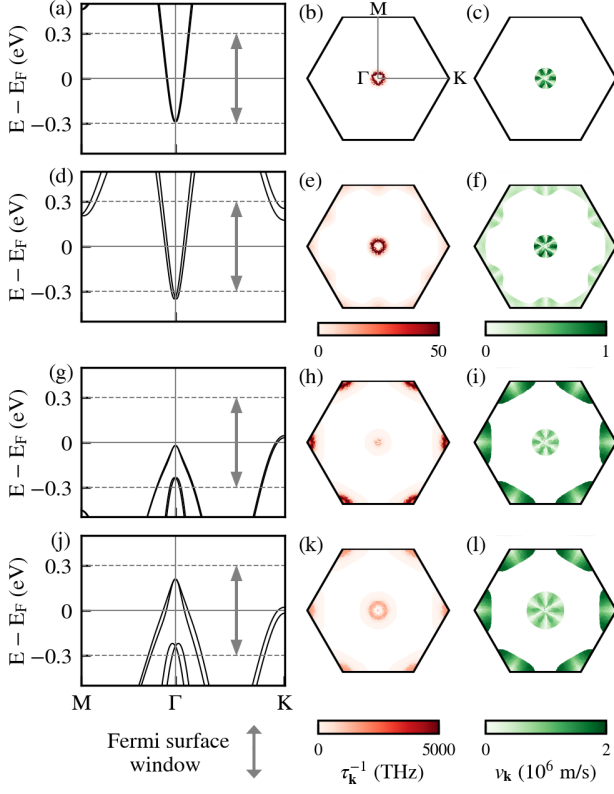 (a)
(b)
(c)
E − E_F (eV)
0.3
0
−0.3
M
Γ
K
(d)
(e)
(f)
E − E_F (eV)
0.3
0
−0.3
0
50
0
1
(g)
(h)
(i)
E − E_F (eV)
0.3
0
−0.3
(j)
(k)
(l)
E − E_F (eV)
0.3
0
−0.3
M
Γ
K
Fermi surface
window
0
5000
τ_k^{−1} (THz)
0
2
v_k (10^6 m/s)